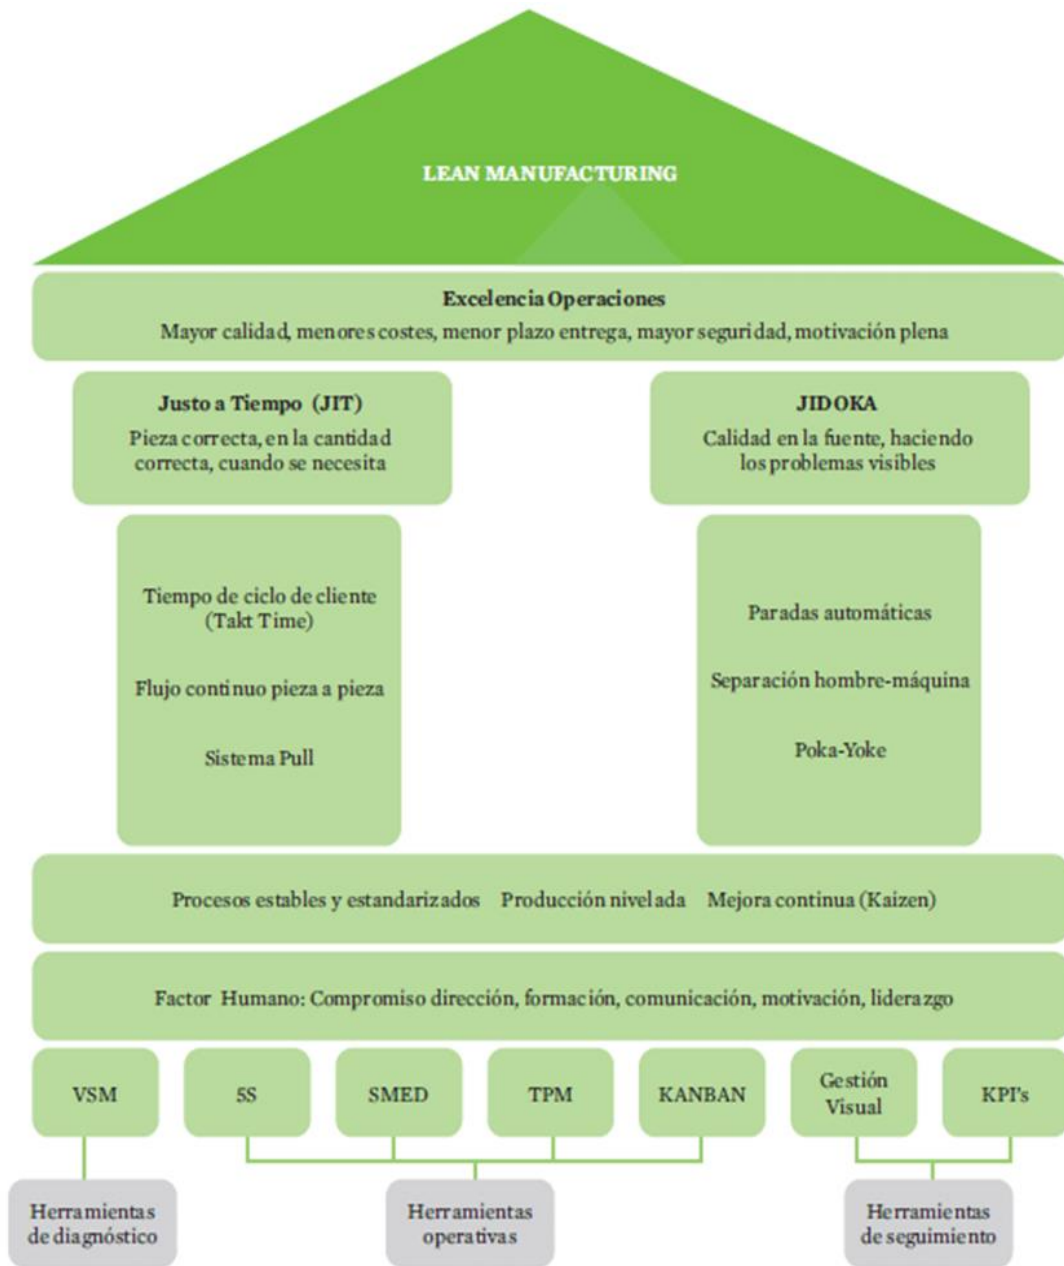 LEAN MANUFACTURING
Excelencia Operaciones
Mayor calidad, menores costes, menor plazo entrega, mayor seguridad, motivación plena
Justo a Tiempo (JIT)
Pieza correcta, en la cantidad
correcta, cuando se necesita
JIDOKA
Calidad en la fuente, haciendo
los problemas visibles
Tiempo de ciclo de cliente
(Takt Time)
Flujo continuo pieza a pieza
Sistema Pull
Paradas automáticas
Separación hombre-máquina
Poka-Yoke
Procesos estables y estandarizados Producción nivelada Mejora continua (Kaizen)
Factor Humano: Compromiso dirección, formación, comunicación, motivación, liderazgo
VSM
5S
SMED
TPM
KANBAN
Gestión
Visual
KPI's
Herramientas
de diagnóstico
Herramientas
operativas
Herramientas
de seguimiento